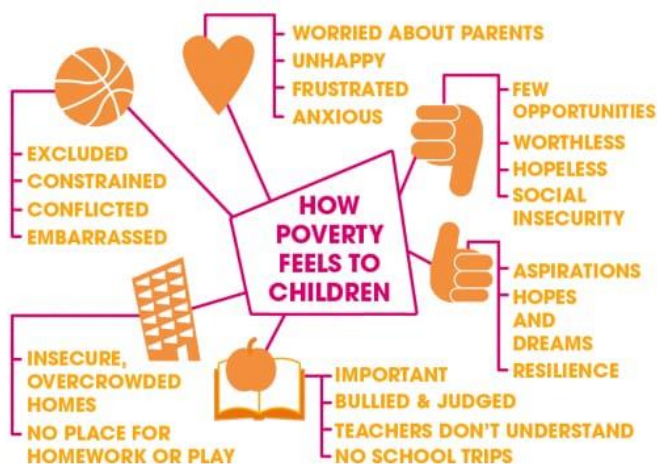 HOW
POVERTY
FEELS TO
CHILDREN
WORRIED ABOUT PARENTS
UNHAPPY
FRUSTRATED
ANXIOUS
FEW
OPPORTUNITIES
WORTHLESS
HOPELESS
SOCIAL
INSECURITY
ASPIRATIONS
HOPES
AND
DREAMS
RESILIENCE
IMPORTANT
BULLIED & JUDGED
TEACHERS DON'T UNDERSTAND
NO SCHOOL TRIPS
INSECURE,
OVERCROWDED
HOMES
NO PLACE FOR
HOMEWORK OR PLAY
EXCLUDED
CONSTRAINED
CONFLICTED
EMBARRASSED